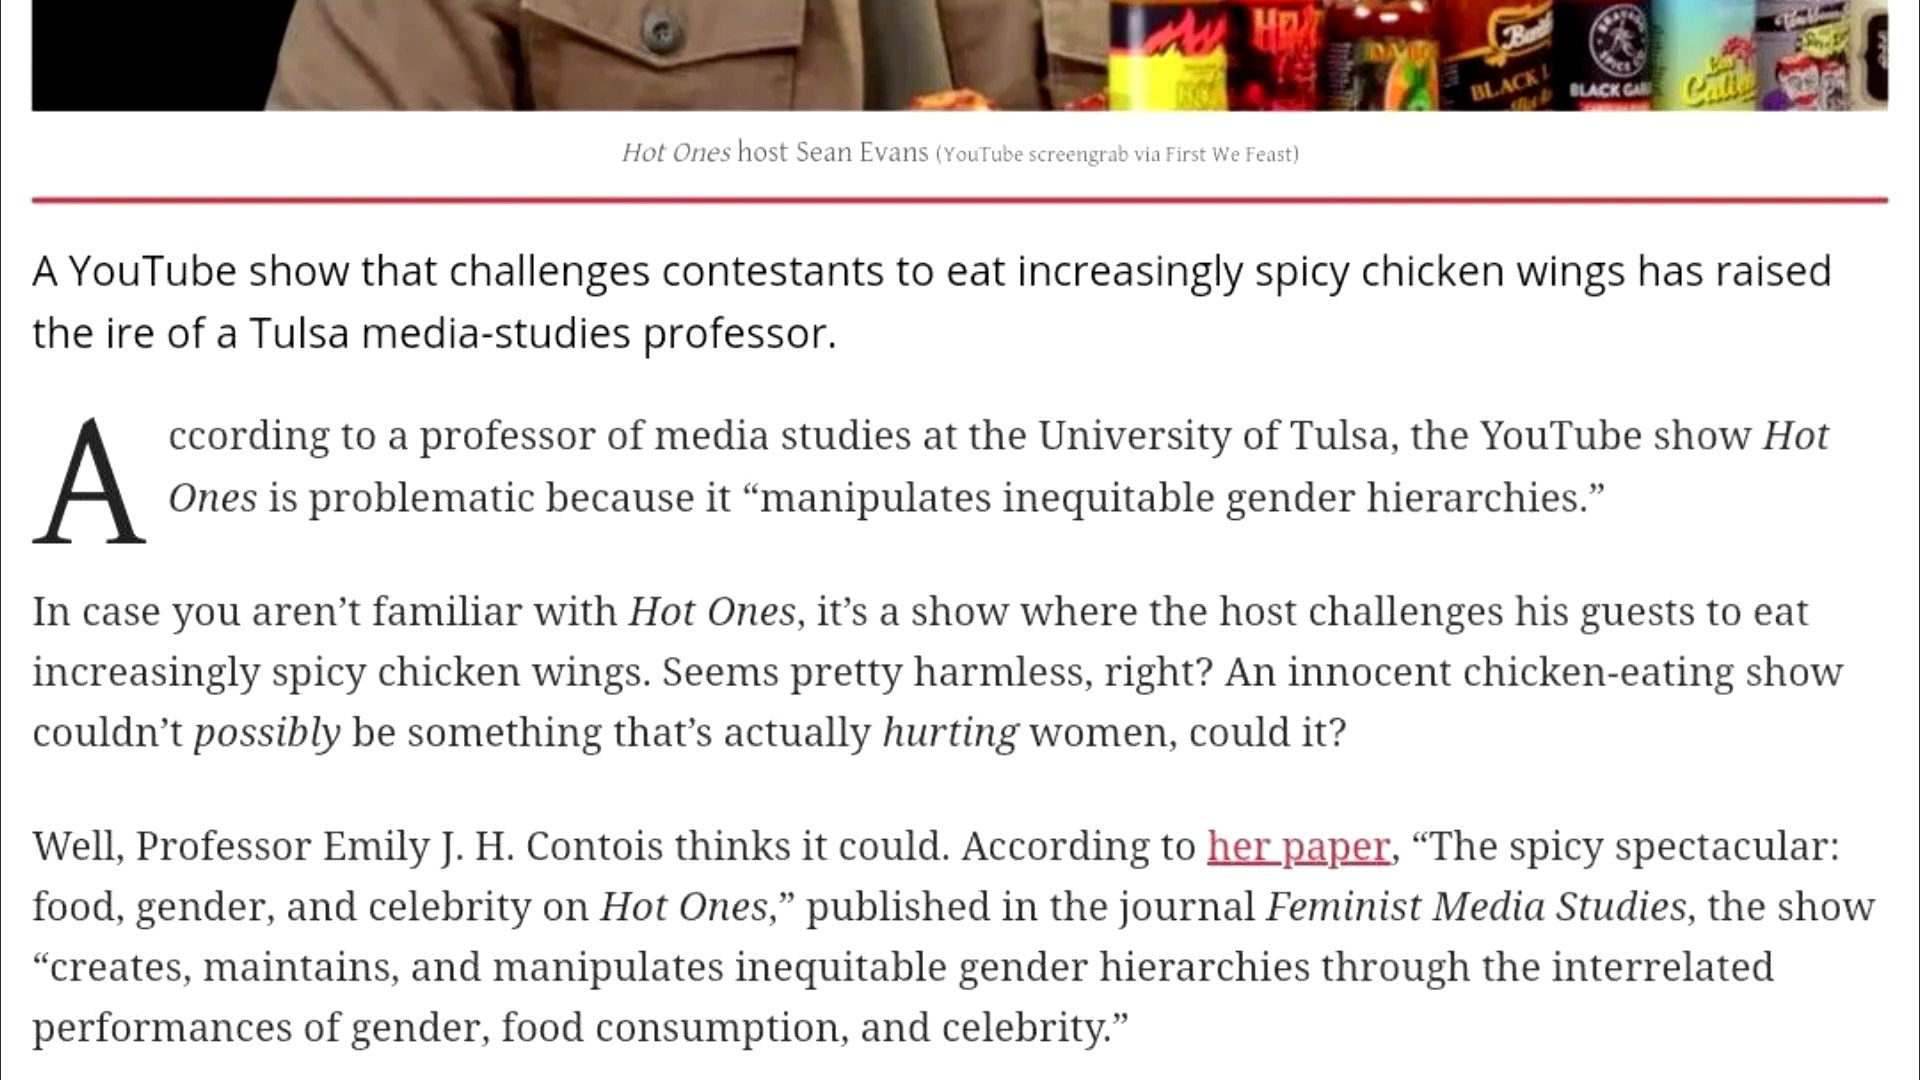 HELL
BLACK L
BRAVADO
SPICE CO
BLACK GAR
Hot Ones host Sean Evans (YouTube screengrab via First We Feast)
A YouTube show that challenges contestants to eat increasingly spicy chicken wings has raised
the ire of a Tulsa media-studies professor.
According to a professor of media studies at the University of Tulsa, the YouTube show Hot
Ones is problematic because it “manipulates inequitable gender hierarchies.”
In case you aren’t familiar with Hot Ones, it’s a show where the host challenges his guests to eat
increasingly spicy chicken wings. Seems pretty harmless, right? An innocent chicken-eating show
couldn’t possibly be something that’s actually hurting women, could it?
Well, Professor Emily J. H. Contois thinks it could. According to her paper, “The spicy spectacular:
food, gender, and celebrity on Hot Ones,” published in the journal Feminist Media Studies, the show
“creates, maintains, and manipulates inequitable gender hierarchies through the interrelated
performances of gender, food consumption, and celebrity.”